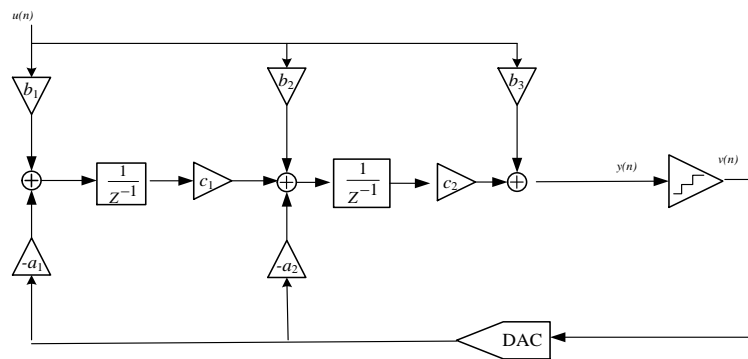 u(n)
b1
b2
b3
1
Z−1
c1
1
Z−1
c2
y(n)
v(n)
-a1
-a2
DAC